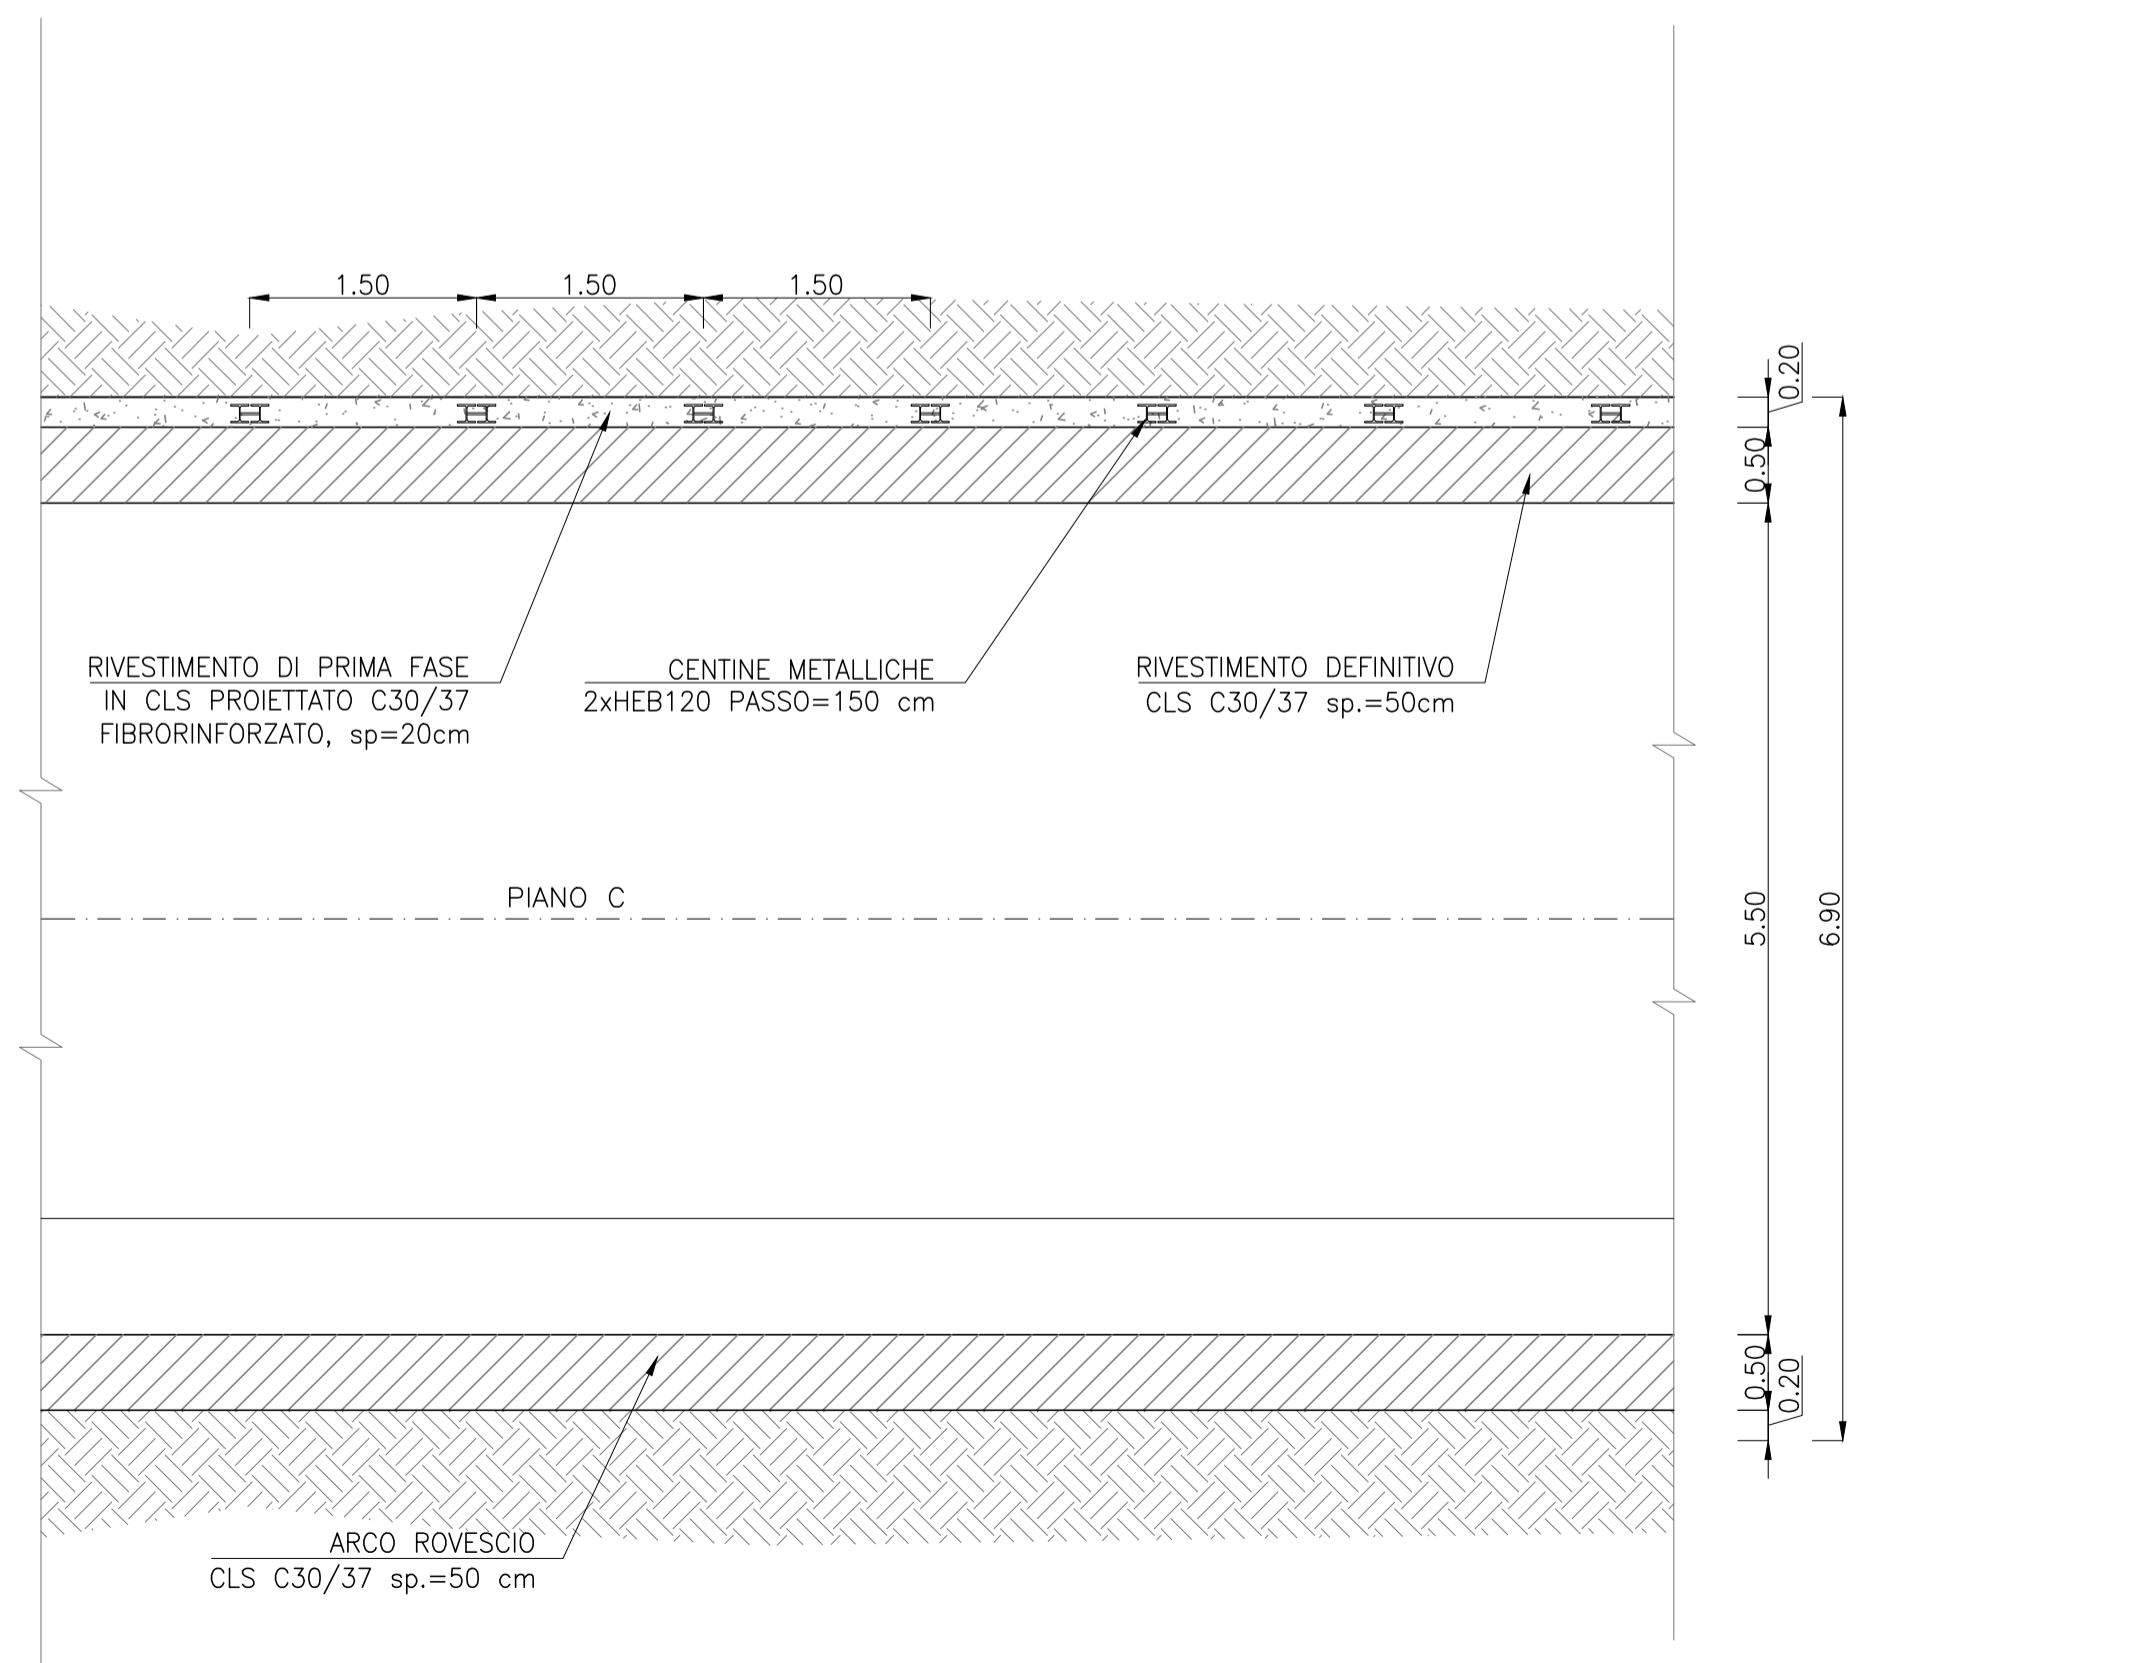 1.50
1.50
1.50
0.20
0.50
RIVESTIMENTO DI PRIMA FASE
IN CLS PROIETTATO C30/37
FIBRORINFORZATO, sp=20cm
CENTINE METALLICHE
2xHEB120 PASSO=150 cm
RIVESTIMENTO DEFINITIVO
CLS C30/37 sp.=50cm
PIANO C
5.50
6.90
0.50
0.20
ARCO ROVESCIO
CLS C30/37 sp.=50 cm